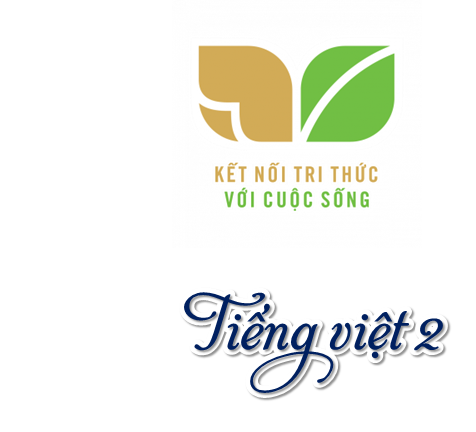 KẾT NỐI TRI THỨC
VỚI CUỘC SỐNG
Tiếng việt 2